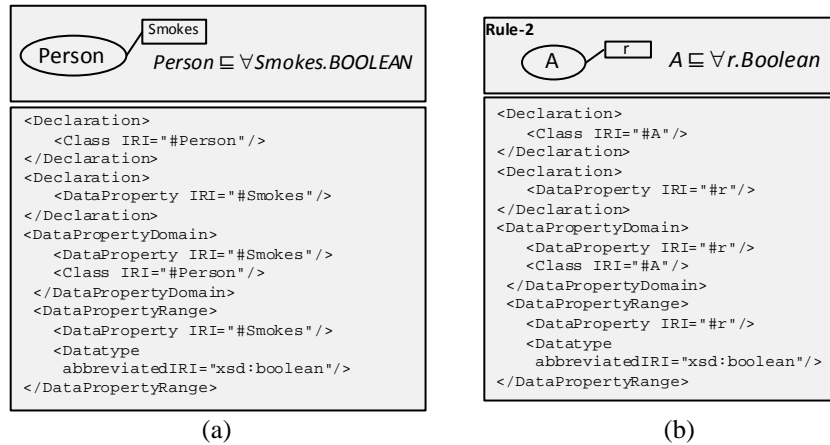 Smokes
Person
Person ⊑ ∀Smokes.BOOLEAN
<Declaration>
<Class IRI="#Person"/>
</Declaration>
<Declaration>
<DataProperty IRI="#Smokes"/>
</Declaration>
<DataPropertyDomain>
<DataProperty IRI="#Smokes"/>
<Class IRI="#Person"/>
</DataPropertyDomain>
<DataPropertyRange>
<DataProperty IRI="#Smokes"/>
<Datatype
abbreviatedIRI="xsd:boolean"/>
</DataPropertyRange>
(a)
Rule-2
r
A
A ⊑ ∀r.Boolean
<Declaration>
<Class IRI="#A"/>
</Declaration>
<Declaration>
<DataProperty IRI="#r"/>
</Declaration>
<DataPropertyDomain>
<DataProperty IRI="#r"/>
<Class IRI="#A"/>
</DataPropertyDomain>
<DataPropertyRange>
<DataProperty IRI="#r"/>
<Datatype
abbreviatedIRI="xsd:boolean"/>
</DataPropertyRange>
(b)